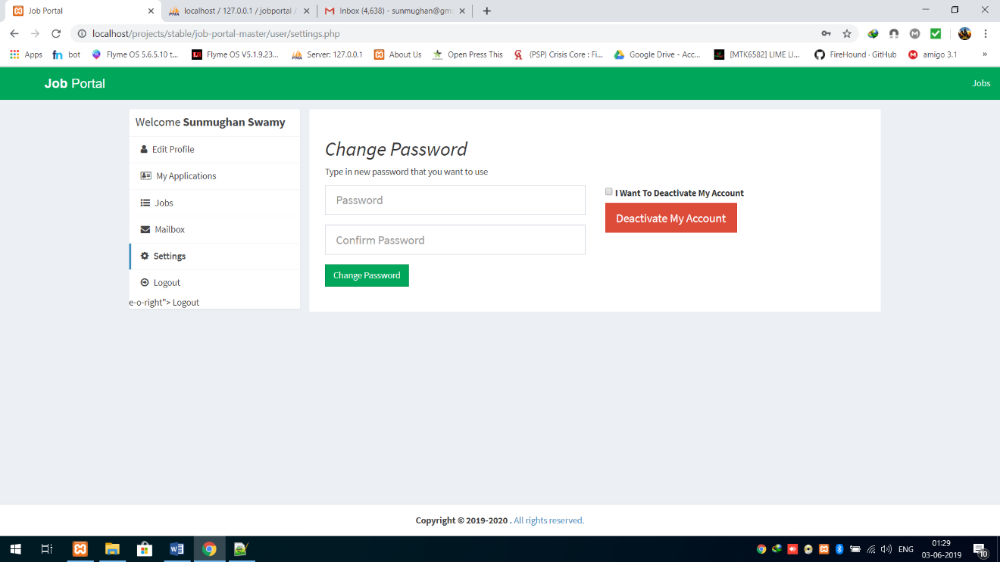 Job Portal
localhost / 127.0.0.1 / jobportal /
Inbox (4,638) - sunmughan@gm
localhost/projects/stable/job-portal-master/user/settings.php
Apps
fn bot
Flyme OS 5.6.5.10 t...
Flyme OS V5.1.9.23...
Server: 127.0.0.1
About Us
Open Press This
(PSP) Crisis Core : Fi...
Google Drive - Acc...
[MTK6582] LIME LI...
FireHound · GitHub
amigo 3.1
»
Job Portal
Jobs
Welcome Sunmughan Swamy
Edit Profile
My Applications
Jobs
Mailbox
Settings
Logout
e-o-right"> Logout
Change Password
Type in new password that you want to use
Password
Confirm Password
Change Password
I Want To Deactivate My Account
Deactivate My Account
Copyright © 2019-2020 . All rights reserved.
ENG
01:29
03-06-2019
10